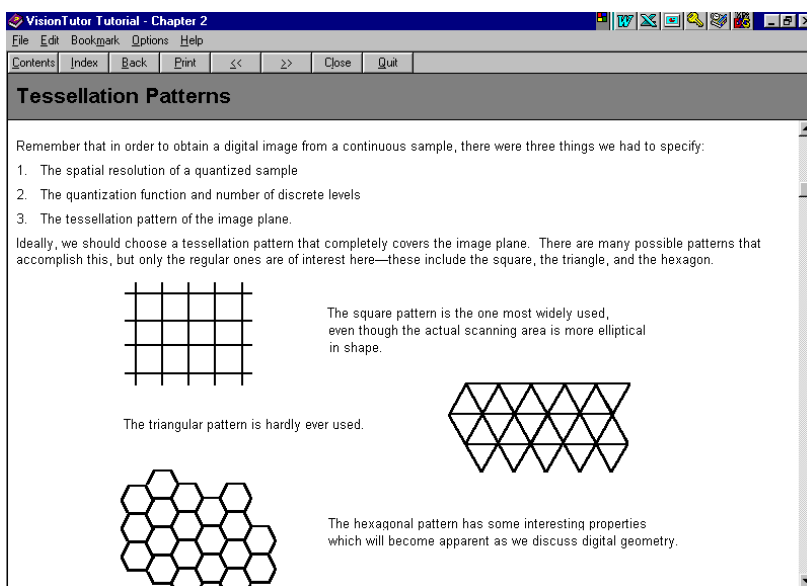 VisionTutor Tutorial - Chapter 2
File Edit Bookmark Options Help
Contents Index Back Print << >> Close Quit
Tessellation Patterns
Remember that in order to obtain a digital image from a continuous sample, there were three things we had to specify:
1. The spatial resolution of a quantized sample
2. The quantization function and number of discrete levels
3. The tessellation pattern of the image plane.
Ideally, we should choose a tessellation pattern that completely covers the image plane. There are many possible patterns that
accomplish this, but only the regular ones are of interest here—these include the square, the triangle, and the hexagon.
The square pattern is the one most widely used,
even though the actual scanning area is more elliptical
in shape.
The triangular pattern is hardly ever used.
The hexagonal pattern has some interesting properties
which will become apparent as we discuss digital geometry.